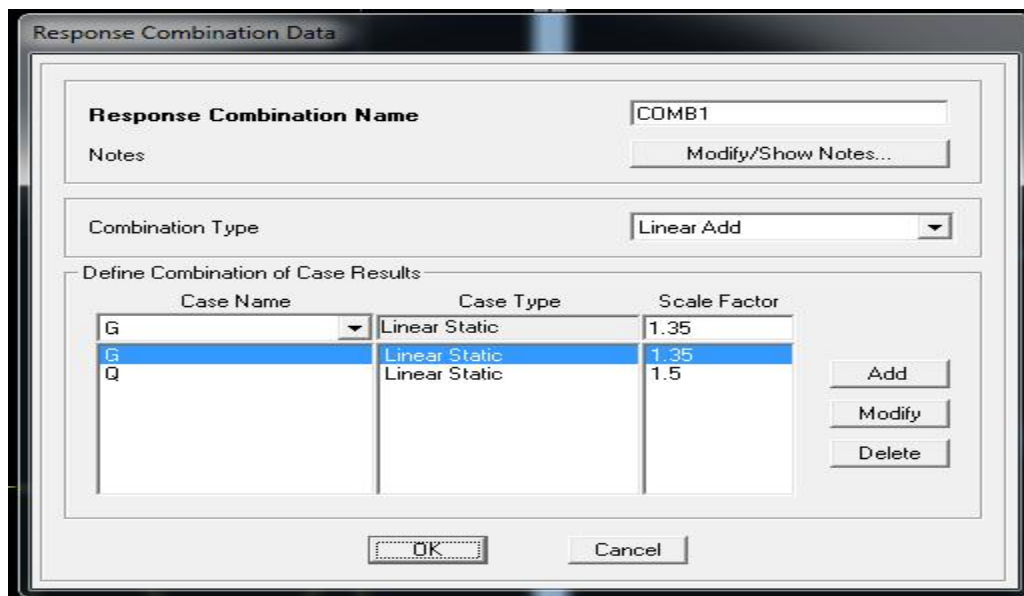 Response Combination Data
Response Combination Name COMB1
Notes Modify/Show Notes...
Combination Type Linear Add
Define Combination of Case Results
Case Name Case Type Scale Factor
G Linear Static 1.35
G Linear Static 1.35
Q Linear Static 1.5
Add
Modify
Delete
OK Cancel